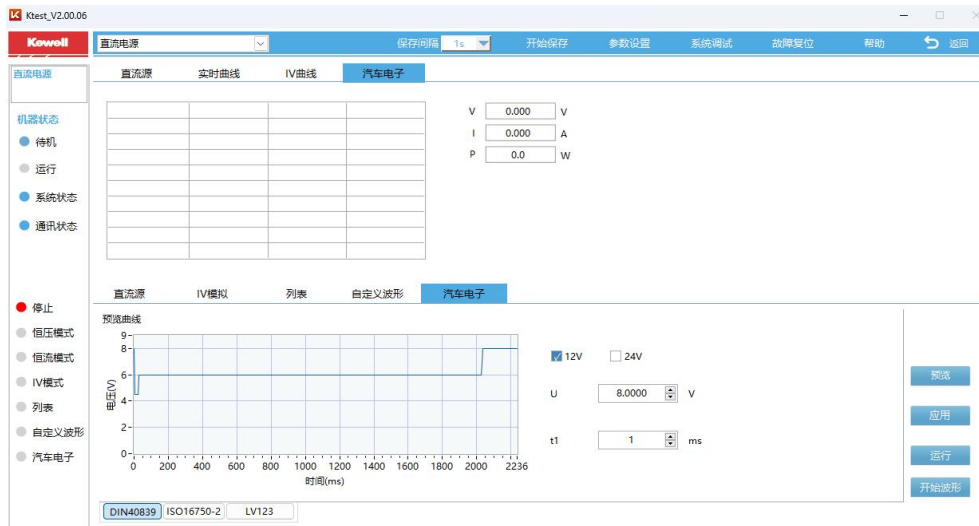 Ktest_V2.00.06
Kewell
直流电源
保存间隔 1s 开始保存 参数设置 系统调试 故障复位 帮助 返回
直流电源
直流源 实时曲线 IV曲线 汽车电子
机器状态
待机
运行
系统状态
通讯状态
V 0.000 V
I 0.000 A
P 0.0 W
停止
恒压模式
恒流模式
IV模式
列表
自定义波形
汽车电子
直流源 IV模拟 列表 自定义波形 汽车电子
预览曲线
电压(V)
9
8
6
4
2
0
0 200 400 600 800 1000 1200 1400 1600 1800 2000 2236
时间(ms)
12V 24V
U 8.0000 V
t1 1 ms
预览
应用
运行
开始波形
DIN40839 ISO16750-2 LV123